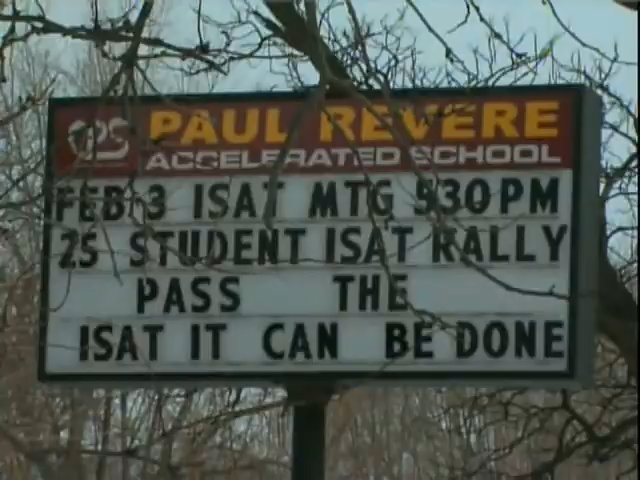 CPS
PAUL REVERE
ACCELERATED SCHOOL
FEB 3 ISAT MTG 530PM
25 STUDENT ISAT RALLY
PASS THE
ISAT IT CAN BE DONE